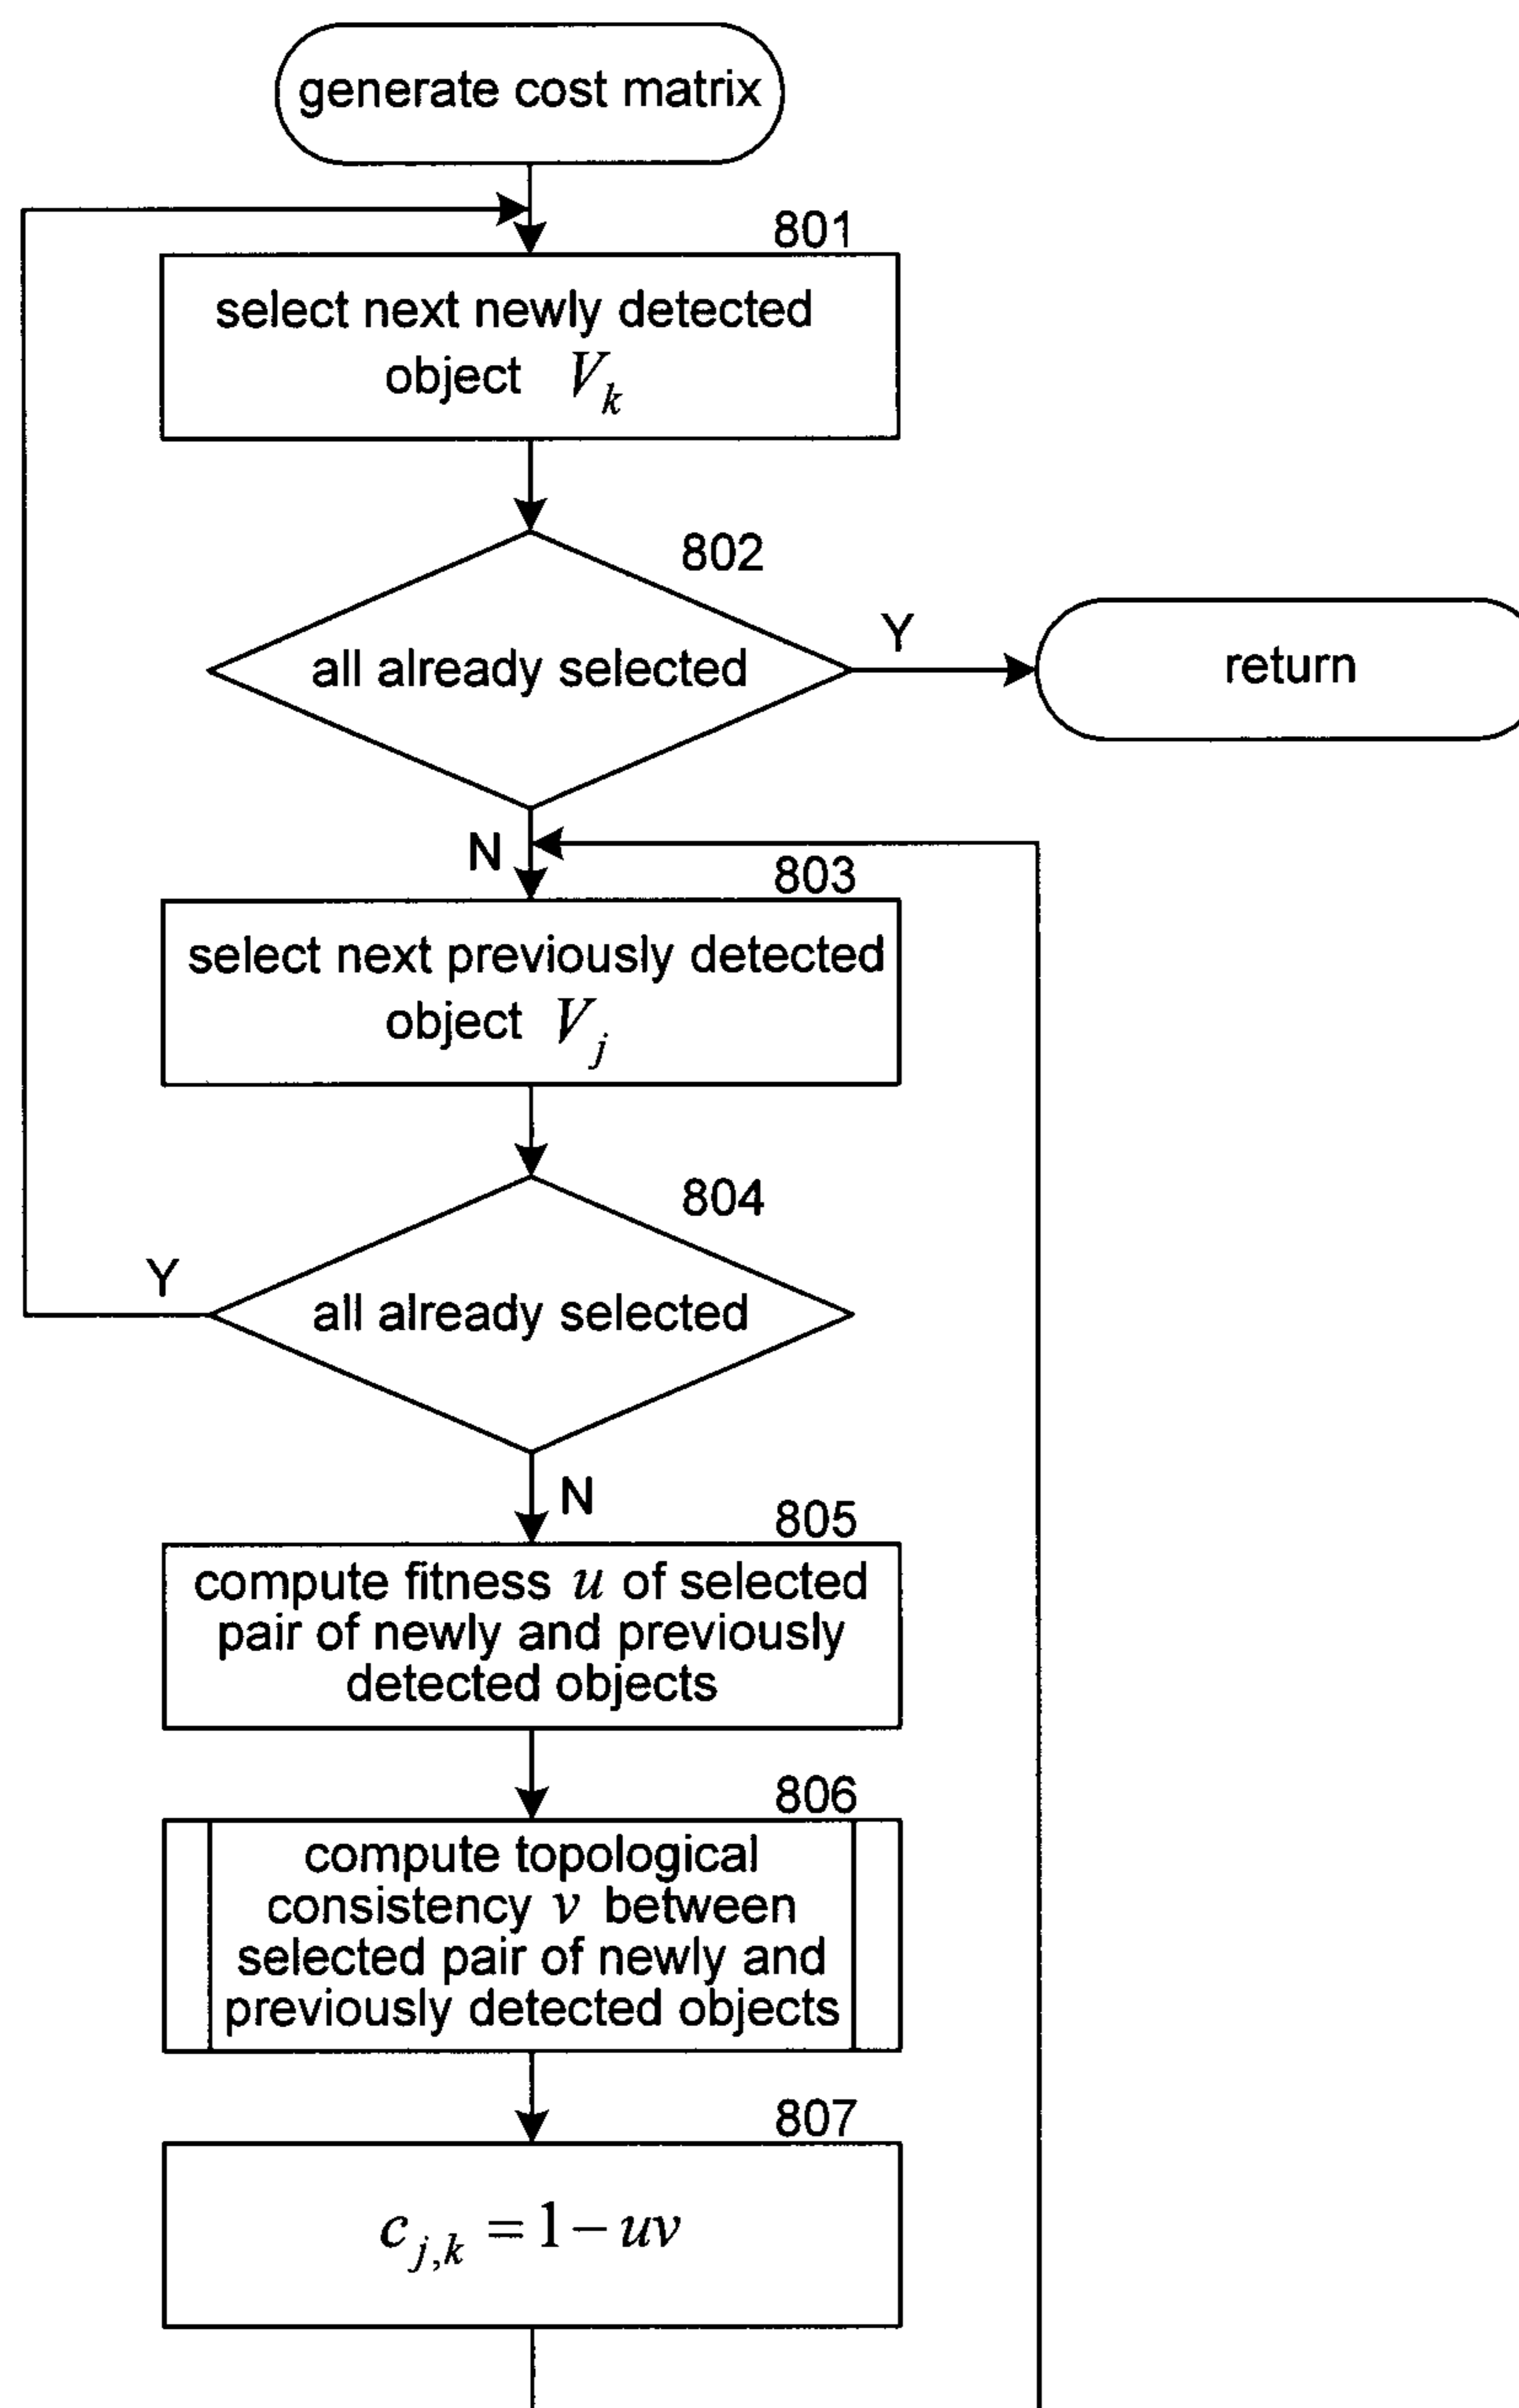 generate cost matrix
801
select next newly detected
object V_k
802
all already selected
Y
return
N
803
select next previously detected
object V_j
804
all already selected
Y
N
805
compute fitness u of selected
pair of newly and previously
detected objects
806
compute topological
consistency v between
selected pair of newly and
previously detected objects
807
c_{j,k} = 1 - uv